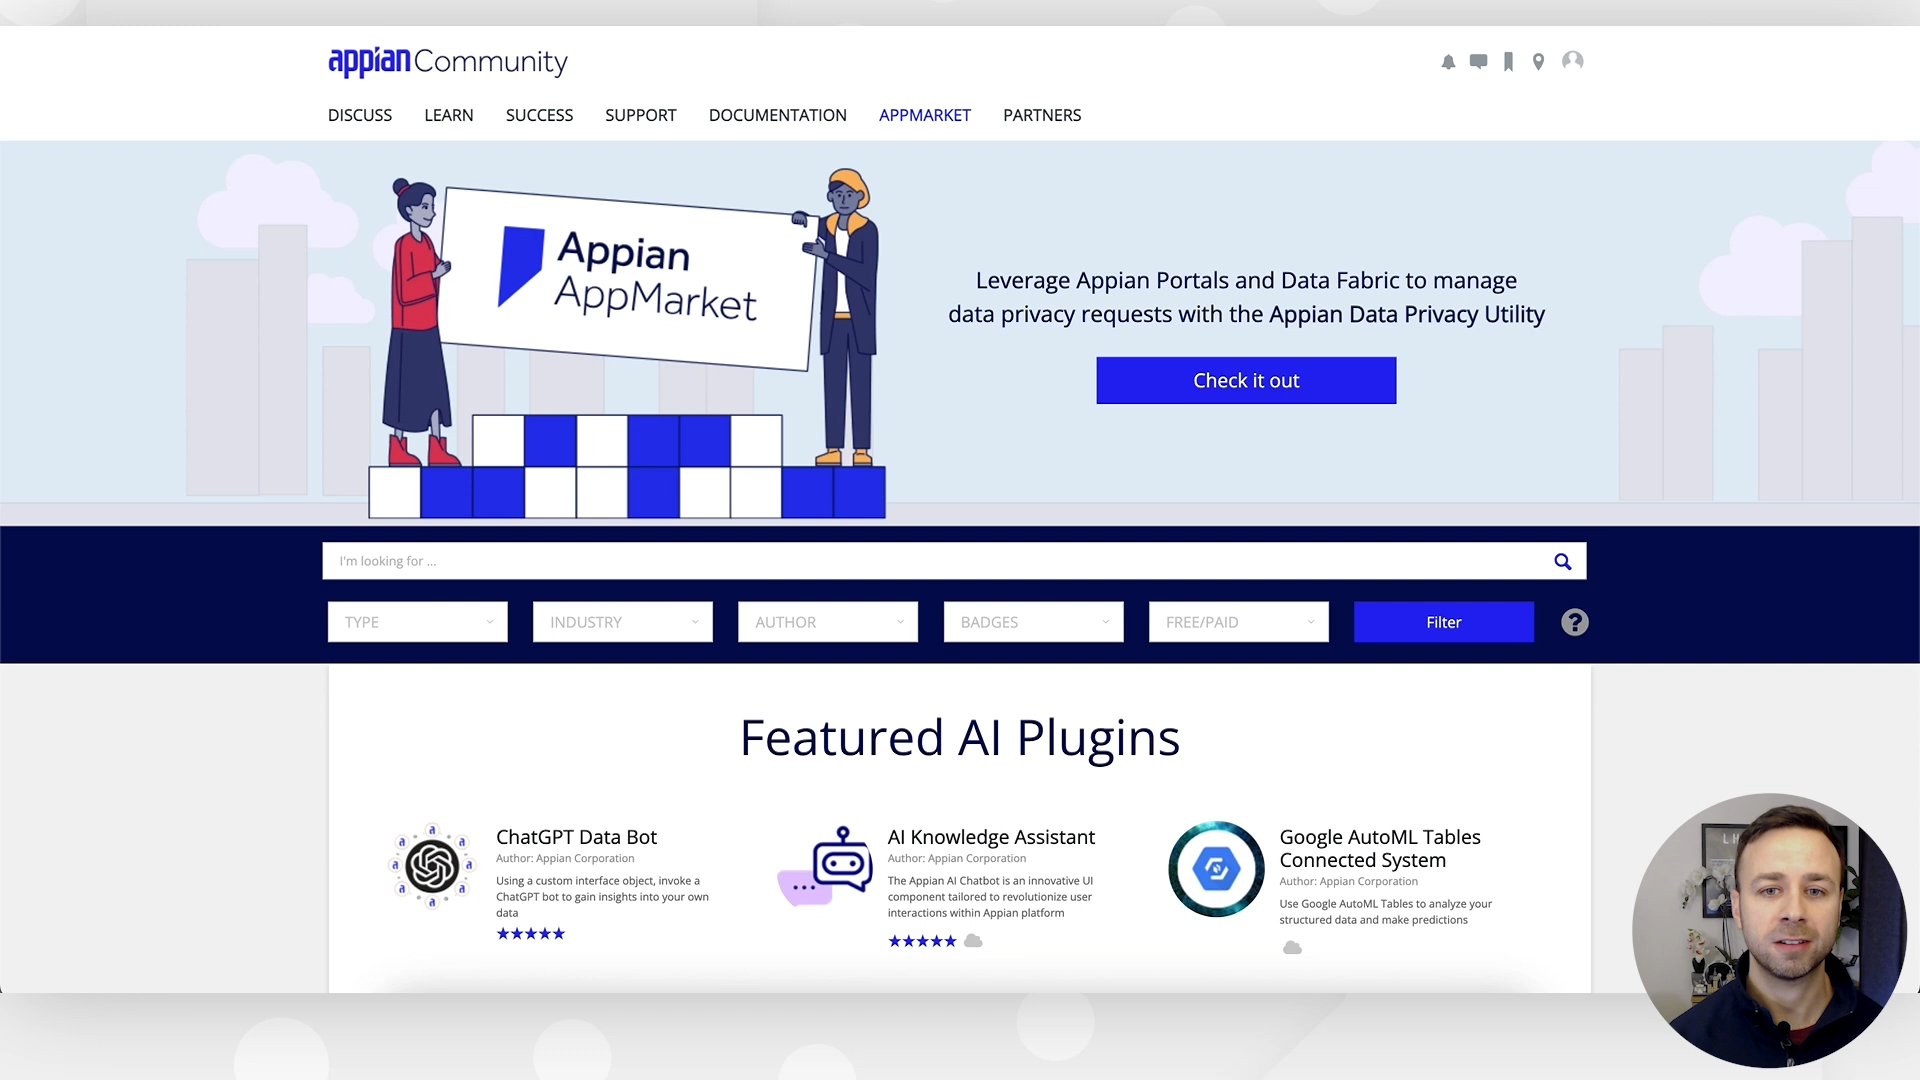 appian Community
DISCUSS LEARN SUCCESS SUPPORT DOCUMENTATION APPMARKET PARTNERS
Appian
AppMarket
Leverage Appian Portals and Data Fabric to manage
data privacy requests with the Appian Data Privacy Utility
Check it out
I'm looking for ...
TYPE INDUSTRY AUTHOR BADGES FREE/PAID Filter ?
Featured AI Plugins
a
a
a
a
a
a
a
a
ChatGPT Data Bot
Author: Appian Corporation
Using a custom interface object, invoke a
ChatGPT bot to gain insights into your own
data
AI Knowledge Assistant
Author: Appian Corporation
The Appian AI Chatbot is an innovative UI
component tailored to revolutionize user
interactions within Appian platform
Google AutoML Tables
Connected System
Author: Appian Corporation
Use Google AutoML Tables to analyze your
structured data and make predictions